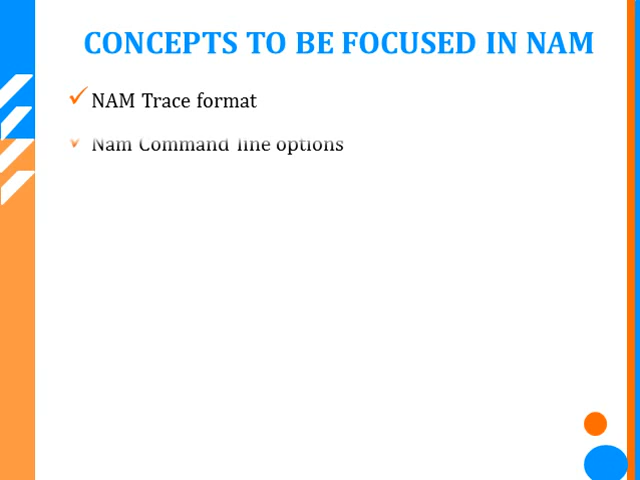 CONCEPTS TO BE FOCUSED IN NAM
NAM Trace format
Nam Command line options